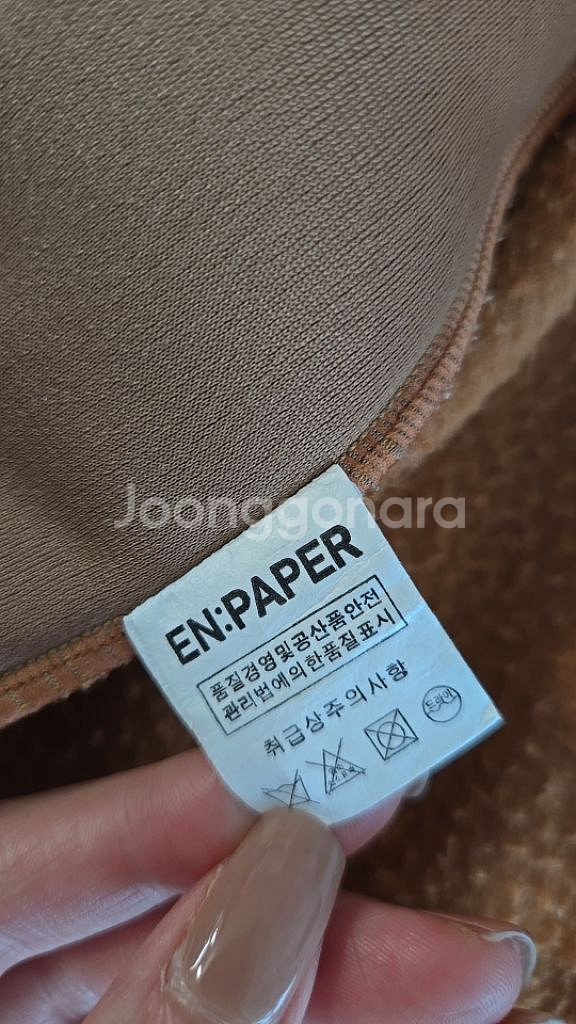 Joonggonara
EN:PAPER
품질경영및공산품안전
관리법에의한품질표시
취급상주의사항
드라이